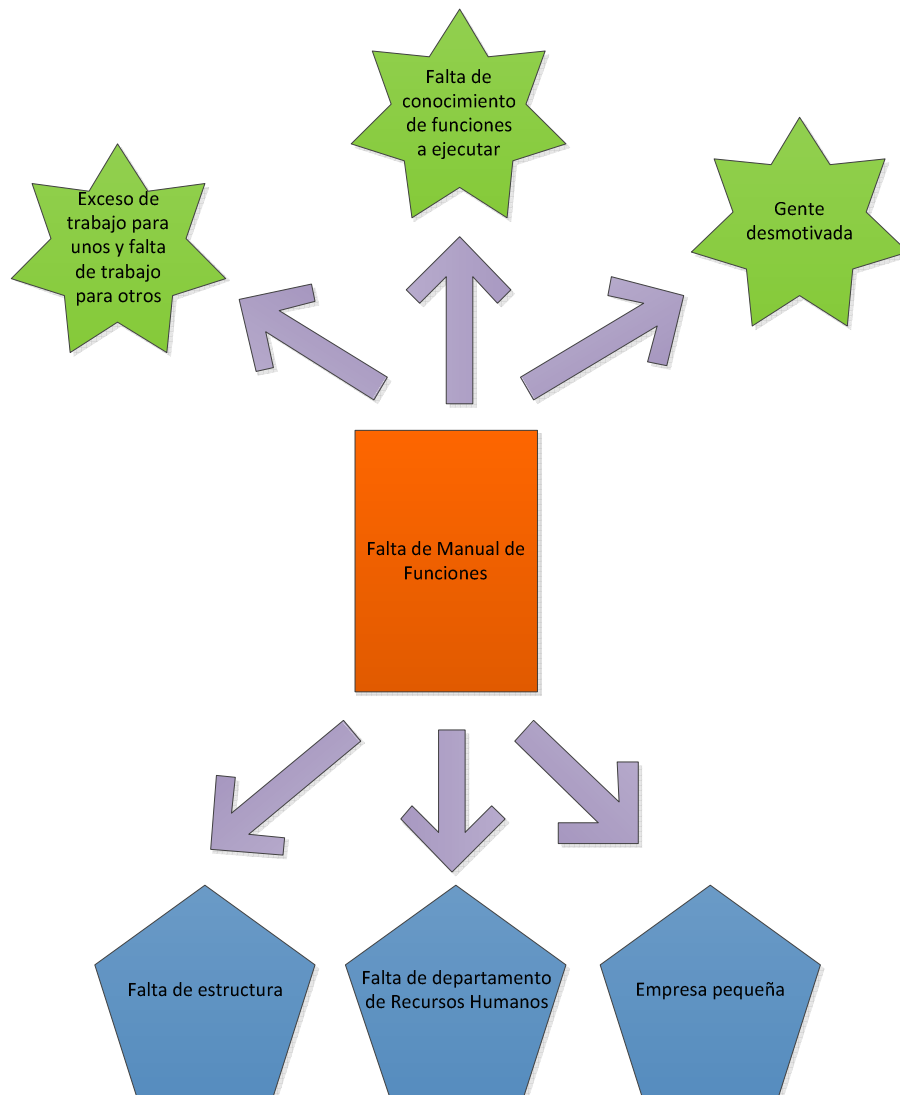 Falta de
conocimiento
de funciones
a ejecutar
Exceso de
trabajo para
unos y falta
de trabajo
para otros
Gente
desmotivada
Falta de Manual de
Funciones
Falta de estructura
Falta de departamento
de Recursos Humanos
Empresa pequeña